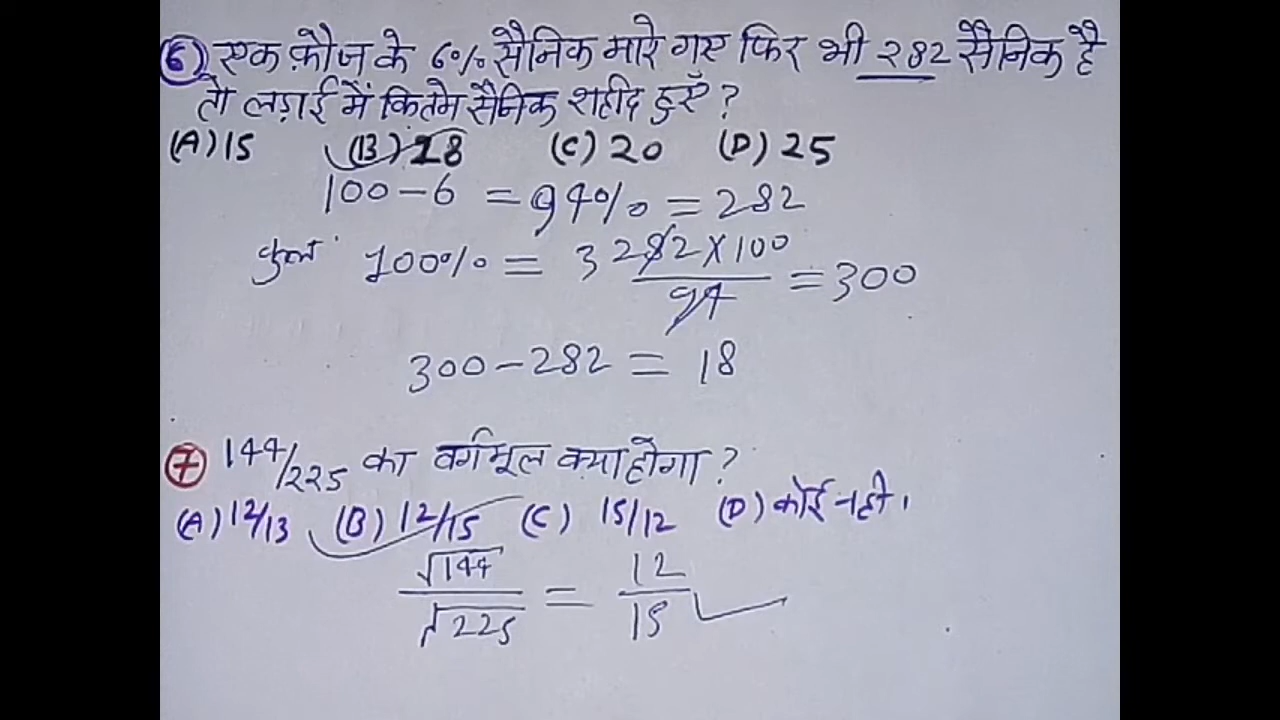 6) एक फ़ौज के 6% सैनिक मारे गए फिर भी 282 सैनिक है
तो लड़ाई में कितने सैनिक शहीद हुएँ ?
(A) 15 (B) 18 (C) 20 (D) 25
100 - 6 = 94% = 282
कुल 100% = 3 282 × 100 / 94 = 300
300 - 282 = 18
7) 144/225 का वर्गमूल क्या होगा ?
(A) 12/13 (B) 12/15 (C) 15/12 (D) कोई नही ।
√144 / √225 = 12 / 15